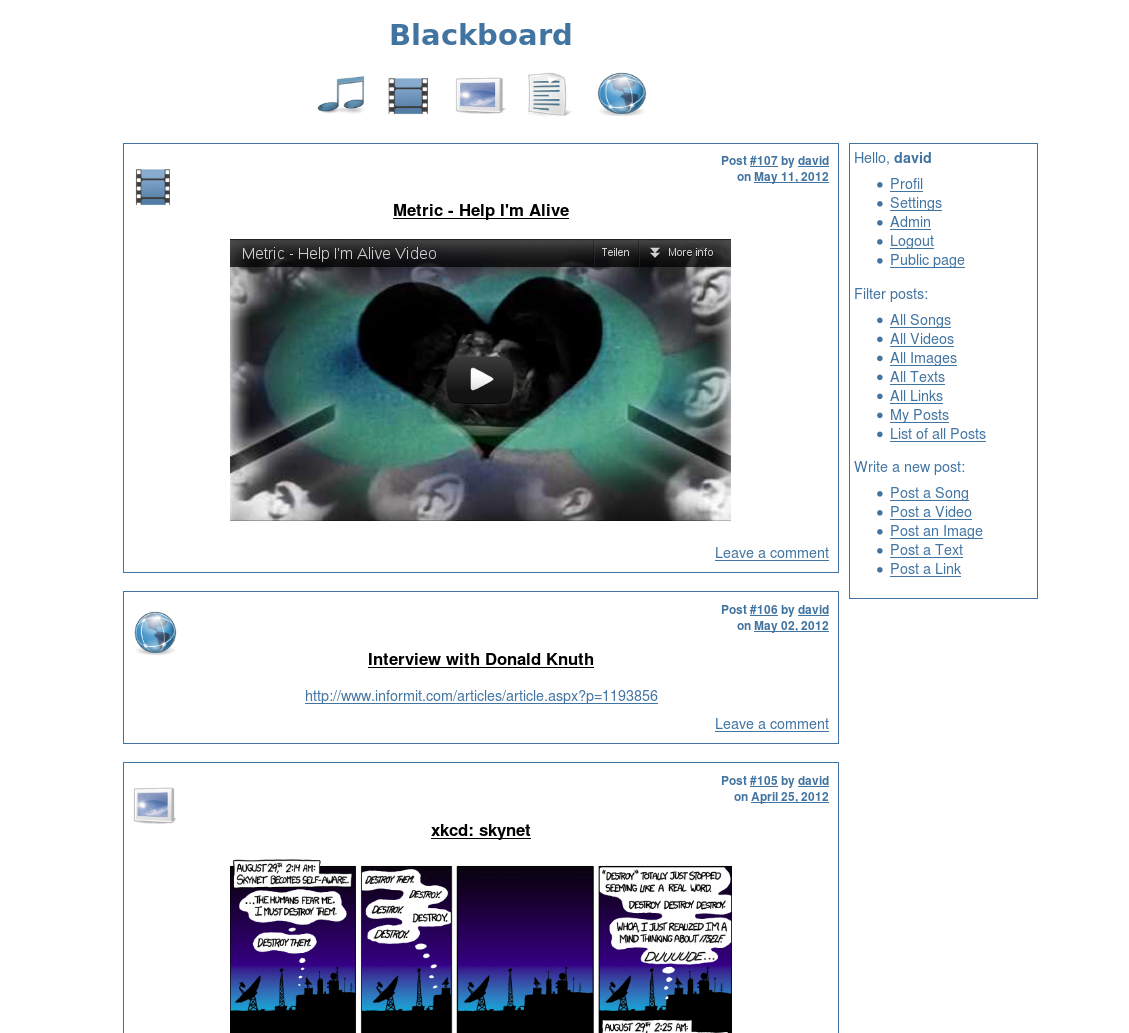 Blackboard
Post #107 by david
on May 11, 2012
Metric - Help I'm Alive
Metric - Help I'm Alive Video
Teilen
More info
Leave a comment
Post #106 by david
on May 02, 2012
Interview with Donald Knuth
http://www.informit.com/articles/article.aspx?p=1193856
Leave a comment
Post #105 by david
on April 25, 2012
xkcd: skynet
AUGUST 29TH 2:14 AM:
SKYNET BECOMES SELF-AWARE.
...THE HUMANS FEAR ME.
I MUST DESTROY THEM.
DESTROY THEM.
DESTROY THEM.
DESTROY.
DESTROY.
DESTROY.
DESTROY.
"DESTROY" TOTALLY JUST STOPPED
SEEMING LIKE A REAL WORD.
DESTROY DESTROY DESTROY.
WHOA, I JUST REALIZED I'M A
MIND THINKING ABOUT ITSELF.
DUUUUDE...
AUGUST 29TH 2:25 AM:
Hello, david
Profil
Settings
Admin
Logout
Public page
Filter posts:
All Songs
All Videos
All Images
All Texts
All Links
My Posts
List of all Posts
Write a new post:
Post a Song
Post a Video
Post an Image
Post a Text
Post a Link